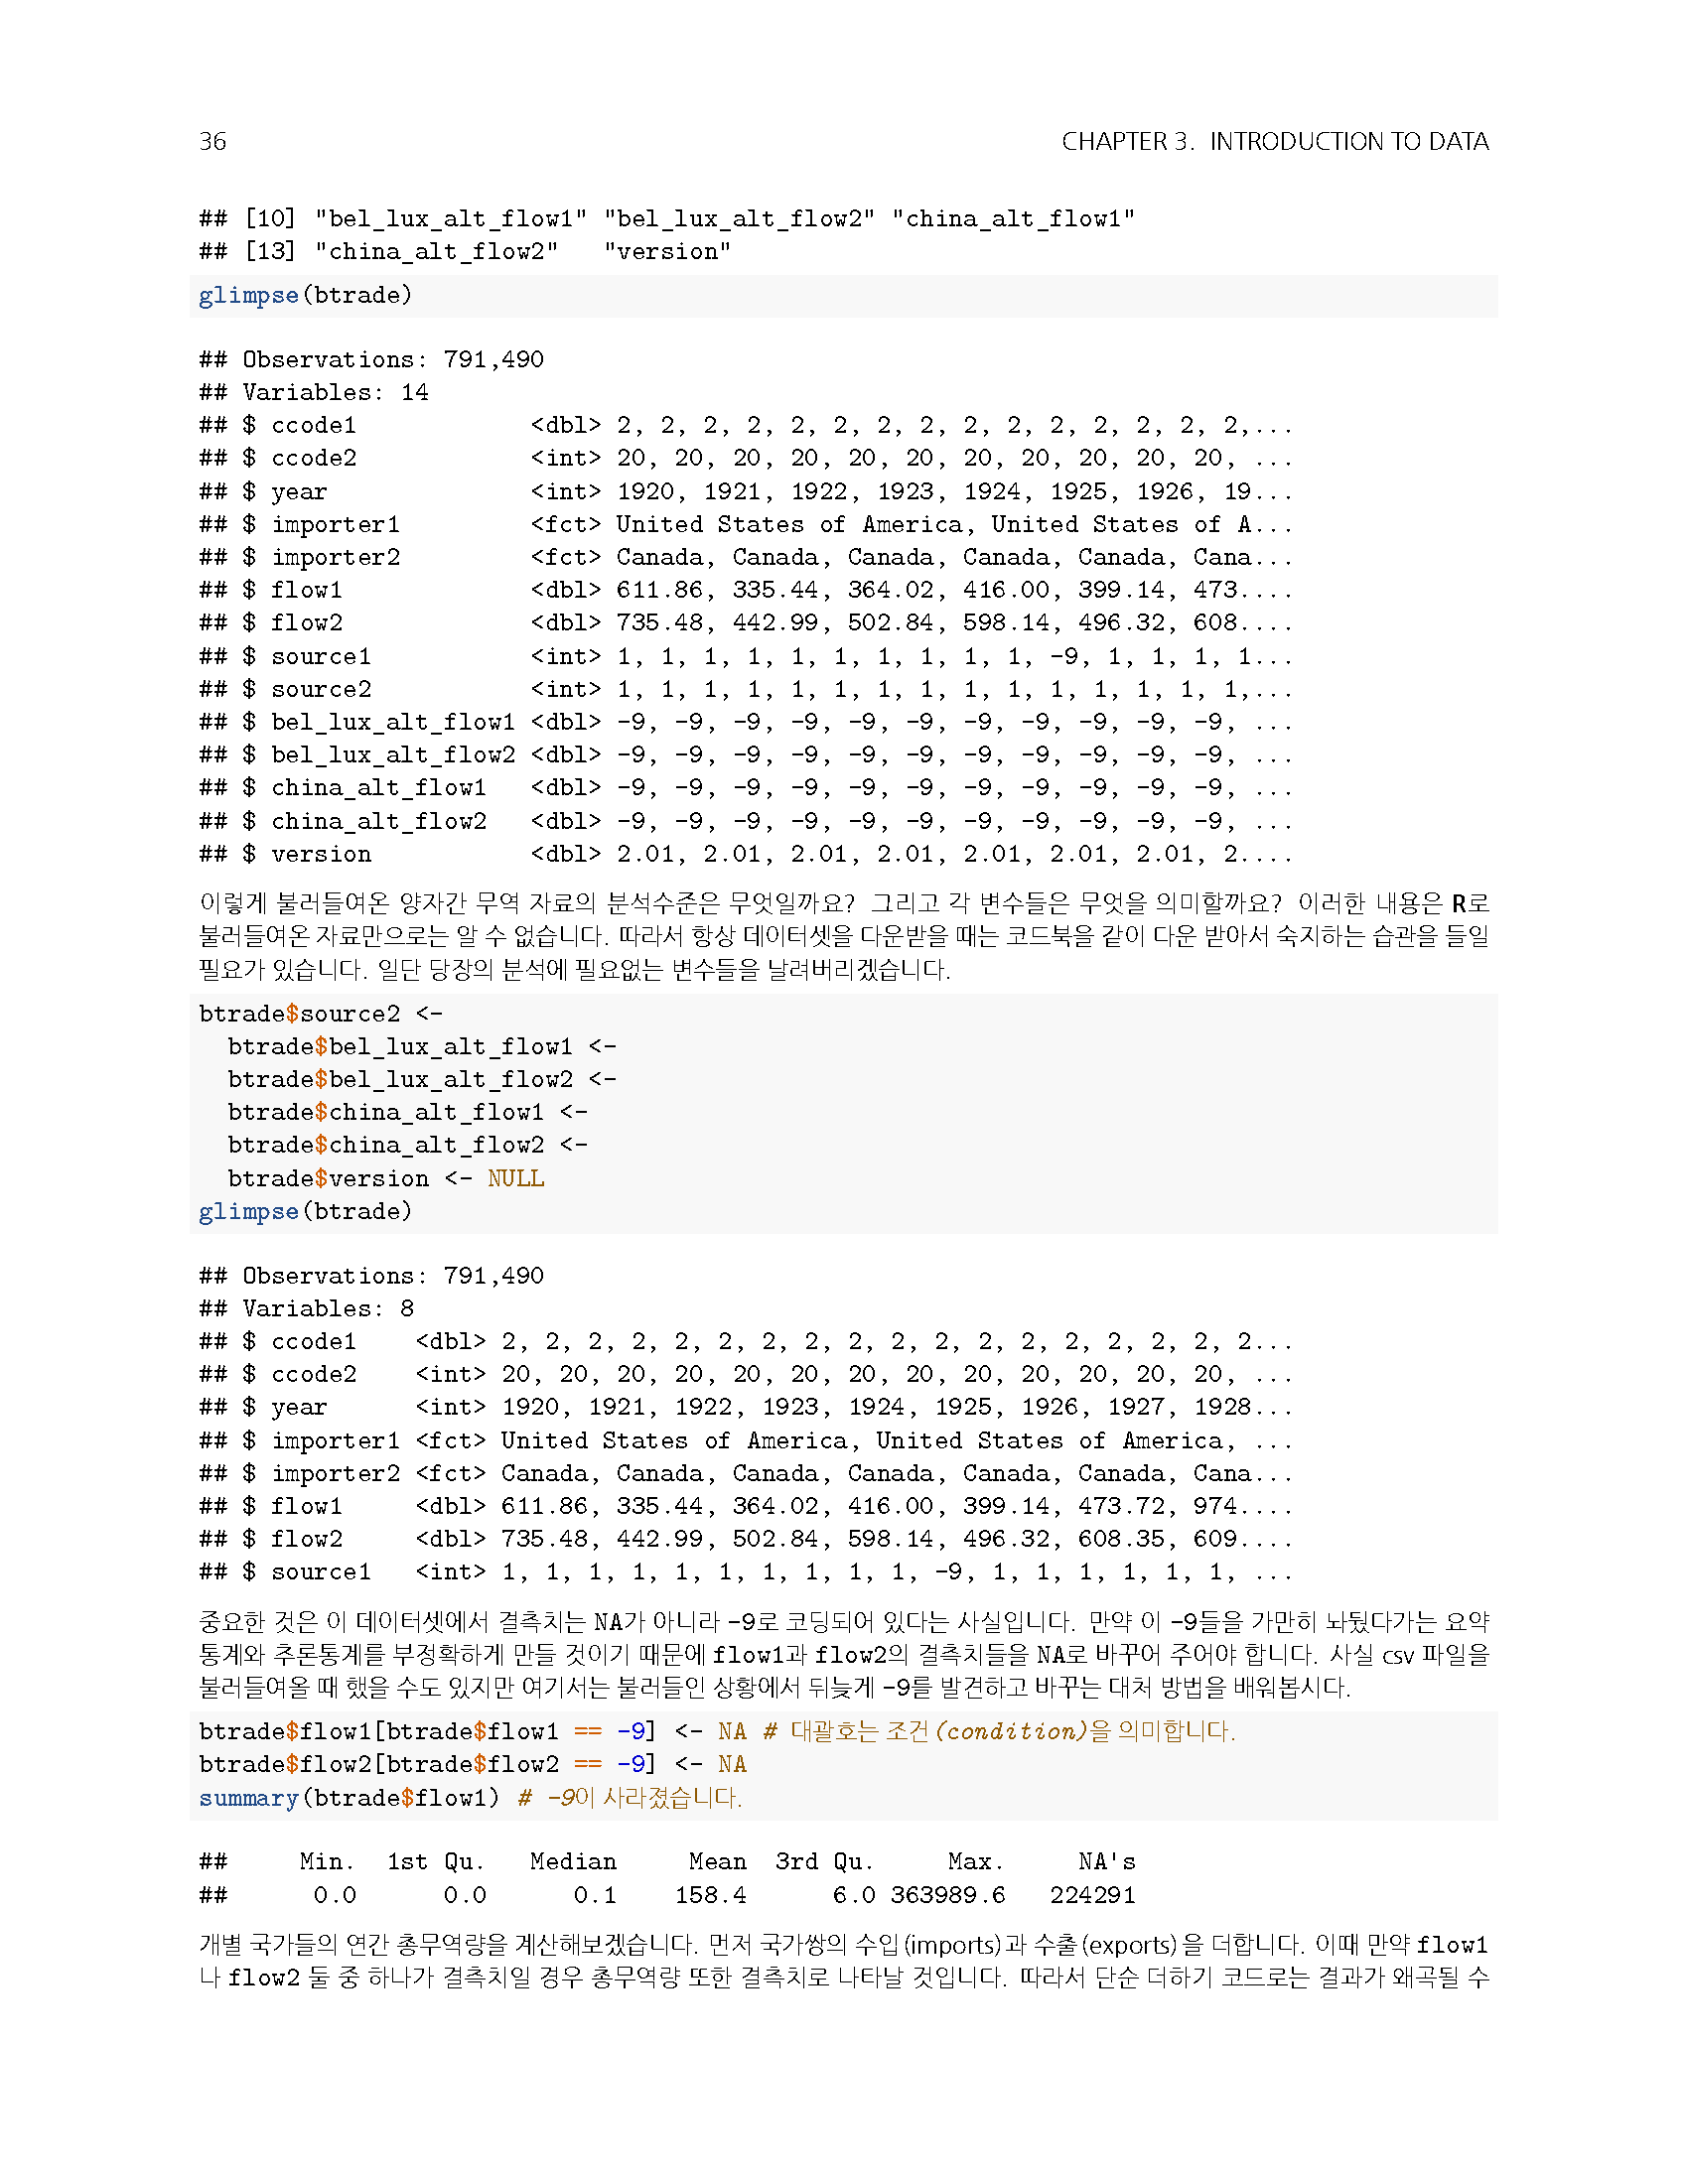 36 CHAPTER 3. INTRODUCTION TO DATA
## [10] "bel_lux_alt_flow1" "bel_lux_alt_flow2" "china_alt_flow1"
## [13] "china_alt_flow2"   "version"
glimpse(btrade)
## Observations: 791,490
## Variables: 14
## $ ccode1            <dbl> 2, 2, 2, 2, 2, 2, 2, 2, 2, 2, 2, 2, 2, 2, 2,...
## $ ccode2            <int> 20, 20, 20, 20, 20, 20, 20, 20, 20, 20, 20, ...
## $ year              <int> 1920, 1921, 1922, 1923, 1924, 1925, 1926, 19...
## $ importer1         <fct> United States of America, United States of A...
## $ importer2         <fct> Canada, Canada, Canada, Canada, Canada, Cana...
## $ flow1             <dbl> 611.86, 335.44, 364.02, 416.00, 399.14, 473....
## $ flow2             <dbl> 735.48, 442.99, 502.84, 598.14, 496.32, 608....
## $ source1           <int> 1, 1, 1, 1, 1, 1, 1, 1, 1, 1, -9, 1, 1, 1, 1...
## $ source2           <int> 1, 1, 1, 1, 1, 1, 1, 1, 1, 1, 1, 1, 1, 1, 1,...
## $ bel_lux_alt_flow1 <dbl> -9, -9, -9, -9, -9, -9, -9, -9, -9, -9, -9, ...
## $ bel_lux_alt_flow2 <dbl> -9, -9, -9, -9, -9, -9, -9, -9, -9, -9, -9, ...
## $ china_alt_flow1   <dbl> -9, -9, -9, -9, -9, -9, -9, -9, -9, -9, -9, ...
## $ china_alt_flow2   <dbl> -9, -9, -9, -9, -9, -9, -9, -9, -9, -9, -9, ...
## $ version           <dbl> 2.01, 2.01, 2.01, 2.01, 2.01, 2.01, 2.01, 2....
이렇게 불러들여온 양자간 무역 자료의 분석수준은 무엇일까요? 그리고 각 변수들은 무엇을 의미할까요? 이러한 내용은 R로
불러들여온 자료만으로는 알 수 없습니다. 따라서 항상 데이터셋을 다운받을 때는 코드북을 같이 다운 받아서 숙지하는 습관을 들일
필요가 있습니다. 일단 당장의 분석에 필요없는 변수들을 날려버리겠습니다.
btrade$source2 <-
  btrade$bel_lux_alt_flow1 <-
  btrade$bel_lux_alt_flow2 <-
  btrade$china_alt_flow1 <-
  btrade$china_alt_flow2 <-
  btrade$version <- NULL
glimpse(btrade)
## Observations: 791,490
## Variables: 8
## $ ccode1    <dbl> 2, 2, 2, 2, 2, 2, 2, 2, 2, 2, 2, 2, 2, 2, 2, 2, 2, 2...
## $ ccode2    <int> 20, 20, 20, 20, 20, 20, 20, 20, 20, 20, 20, 20, 20, ...
## $ year      <int> 1920, 1921, 1922, 1923, 1924, 1925, 1926, 1927, 1928...
## $ importer1 <fct> United States of America, United States of America, ...
## $ importer2 <fct> Canada, Canada, Canada, Canada, Canada, Canada, Cana...
## $ flow1     <dbl> 611.86, 335.44, 364.02, 416.00, 399.14, 473.72, 974....
## $ flow2     <dbl> 735.48, 442.99, 502.84, 598.14, 496.32, 608.35, 609....
## $ source1   <int> 1, 1, 1, 1, 1, 1, 1, 1, 1, 1, -9, 1, 1, 1, 1, 1, 1, ...
중요한 것은 이 데이터셋에서 결측치는 NA가 아니라 -9로 코딩되어 있다는 사실입니다. 만약 이 -9들을 가만히 놔뒀다가는 요약
통계와 추론통계를 부정확하게 만들 것이기 때문에 flow1과 flow2의 결측치들을 NA로 바꾸어 주어야 합니다. 사실 csv 파일을
불러들여올 때 했을 수도 있지만 여기서는 불러들인 상황에서 뒤늦게 -9를 발견하고 바꾸는 대처 방법을 배워봅시다.
btrade$flow1[btrade$flow1 == -9] <- NA # 대괄호는 조건(condition)을 의미합니다.
btrade$flow2[btrade$flow2 == -9] <- NA
summary(btrade$flow1) # -9이 사라졌습니다.
##     Min.  1st Qu.   Median     Mean  3rd Qu.     Max.     NA's
##      0.0      0.0      0.1    158.4      6.0 363989.6   224291
개별 국가들의 연간 총무역량을 계산해보겠습니다. 먼저 국가쌍의 수입(imports)과 수출(exports)을 더합니다. 이때 만약 flow1
나 flow2 둘 중 하나가 결측치일 경우 총무역량 또한 결측치로 나타날 것입니다. 따라서 단순 더하기 코드로는 결과가 왜곡될 수